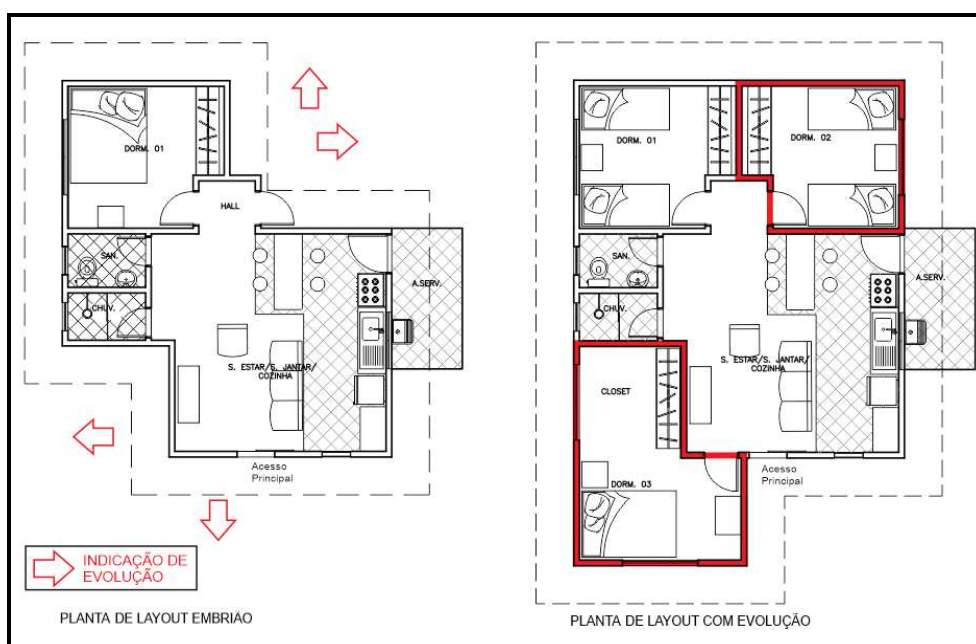 DORM. 01
HALL
SAN.
CHUV.
A.SERV.
S. ESTAR/S. JANTAR/
COZINHA
Acesso
Principal
INDICAÇÃO DE
EVOLUÇÃO
PLANTA DE LAYOUT EMBRIÃO
DORM. 01
DORM. 02
SAN.
CHUV.
A.SERV.
S. ESTAR/S. JANTAR/
COZINHA
CLOSET
Acesso
Principal
DORM. 03
PLANTA DE LAYOUT COM EVOLUÇÃO